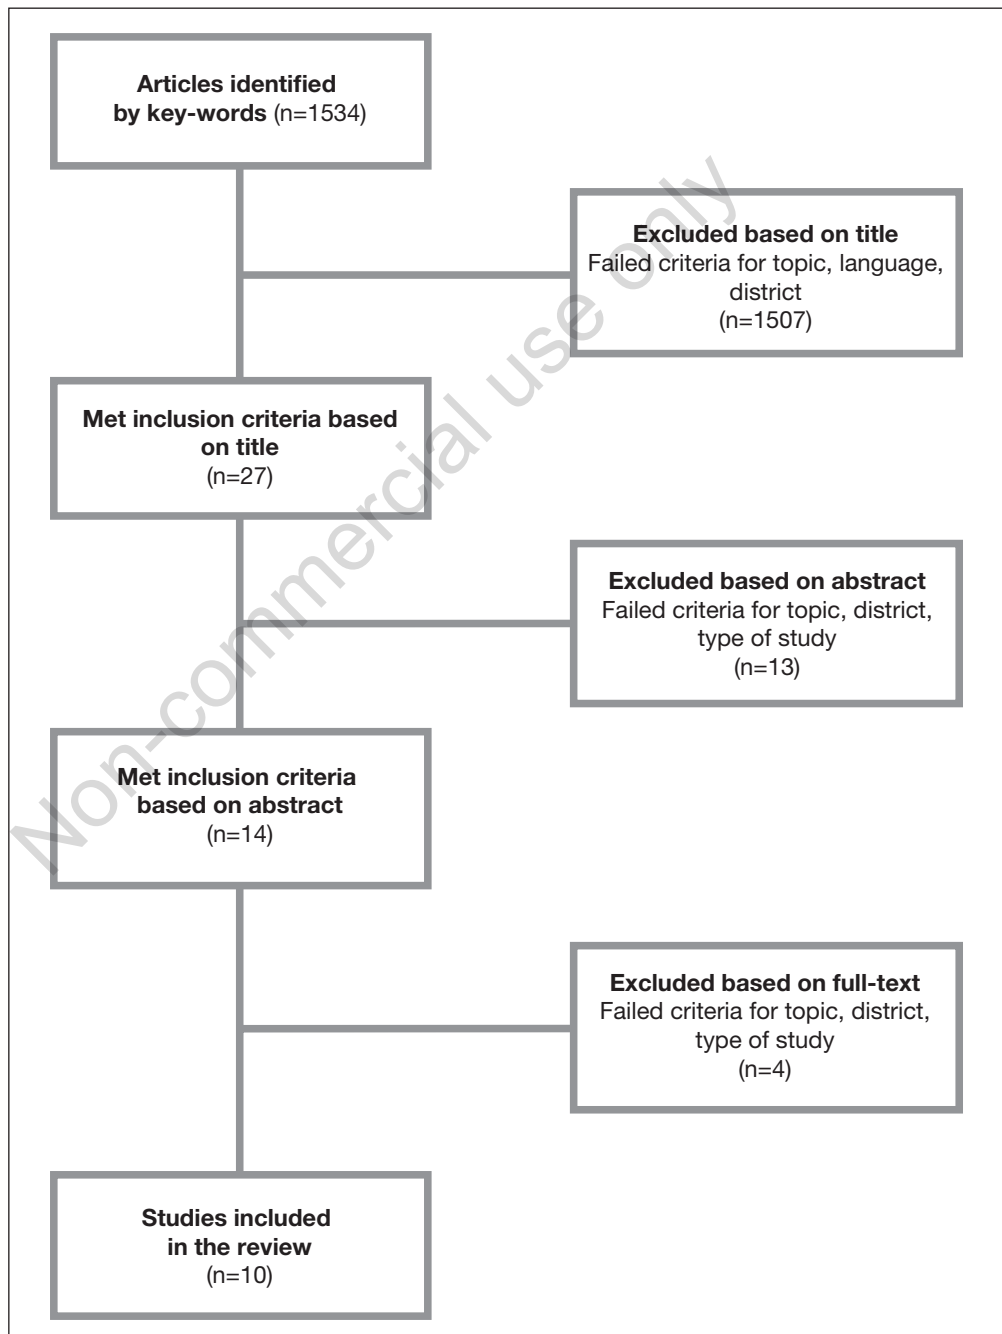 Articles identified
by key-words (n=1534)
Excluded based on title
Failed criteria for topic, language,
district
(n=1507)
Met inclusion criteria based
on title
(n=27)
Excluded based on abstract
Failed criteria for topic, district,
type of study
(n=13)
Met inclusion criteria
based on abstract
(n=14)
Excluded based on full-text
Failed criteria for topic, district,
type of study
(n=4)
Studies included
in the review
(n=10)
Non-commercial use only